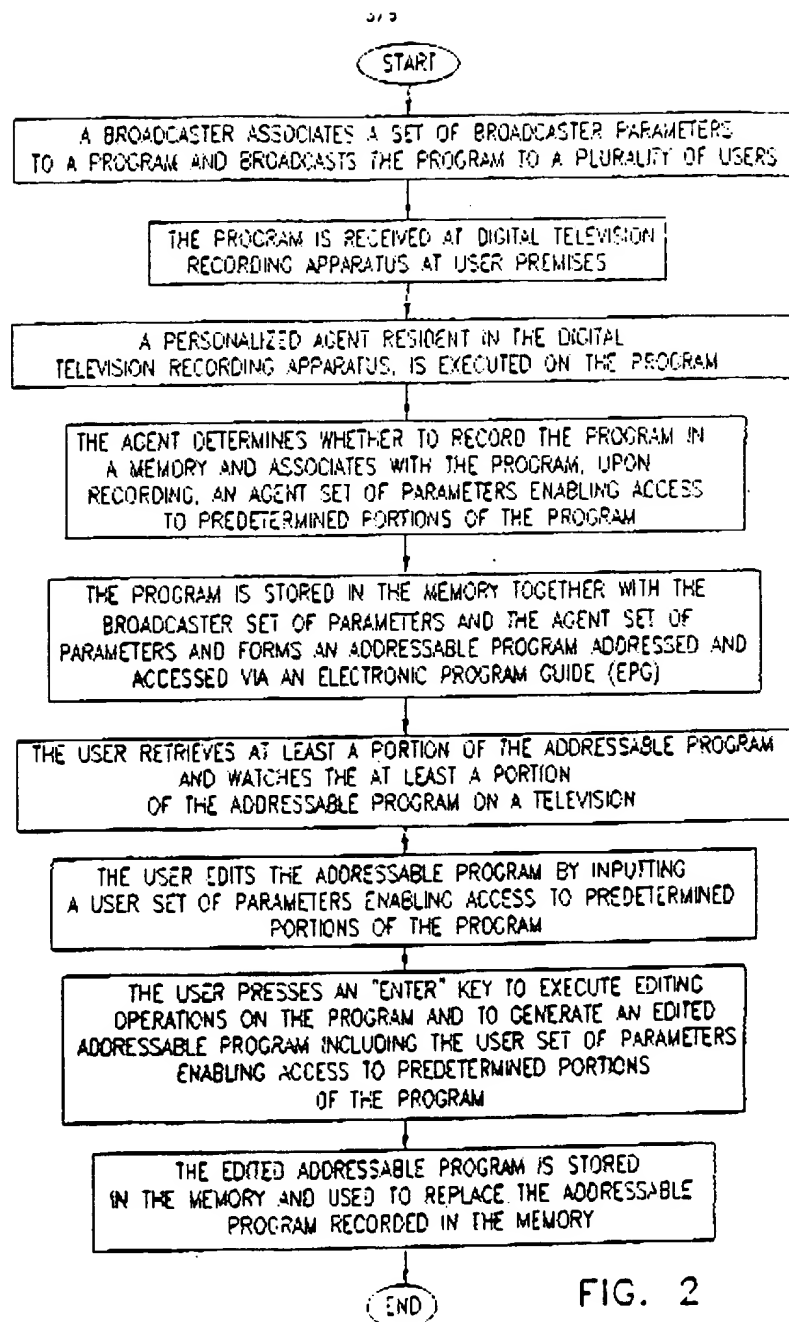 START
A BROADCASTER ASSOCIATES A SET OF BROADCASTER PARAMETERS
TO A PROGRAM AND BROADCASTS THE PROGRAM TO A PLURALITY OF USERS
THE PROGRAM IS RECEIVED AT DIGITAL TELEVISION
RECORDING APPARATUS AT USER PREMISES
A PERSONALIZED AGENT RESIDENT IN THE DIGITAL
TELEVISION RECORDING APPARATUS, IS EXECUTED ON THE PROGRAM
THE AGENT DETERMINES WHETHER TO RECORD THE PROGRAM IN
A MEMORY AND ASSOCIATES WITH THE PROGRAM, UPON
RECORDING, AN AGENT SET OF PARAMETERS ENABLING ACCESS
TO PREDETERMINED PORTIONS OF THE PROGRAM
THE PROGRAM IS STORED IN THE MEMORY TOGETHER WITH THE
BROADCASTER SET OF PARAMETERS AND THE AGENT SET OF
PARAMETERS AND FORMS AN ADDRESSABLE PROGRAM ADDRESSED AND
ACCESSED VIA AN ELECTRONIC PROGRAM GUIDE (EPG)
THE USER RETRIEVES AT LEAST A PORTION OF THE ADDRESSABLE PROGRAM
AND WATCHES THE AT LEAST A PORTION
OF THE ADDRESSABLE PROGRAM ON A TELEVISION
THE USER EDITS THE ADDRESSABLE PROGRAM BY INPUTTING
A USER SET OF PARAMETERS ENABLING ACCESS TO PREDETERMINED
PORTIONS OF THE PROGRAM
THE USER PRESSES AN "ENTER" KEY TO EXECUTE EDITING
OPERATIONS ON THE PROGRAM AND TO GENERATE AN EDITED
ADDRESSABLE PROGRAM INCLUDING THE USER SET OF PARAMETERS
ENABLING ACCESS TO PREDETERMINED PORTIONS
OF THE PROGRAM
THE EDITED ADDRESSABLE PROGRAM IS STORED
IN THE MEMORY AND USED TO REPLACE THE ADDRESSABLE
PROGRAM RECORDED IN THE MEMORY
END
FIG. 2